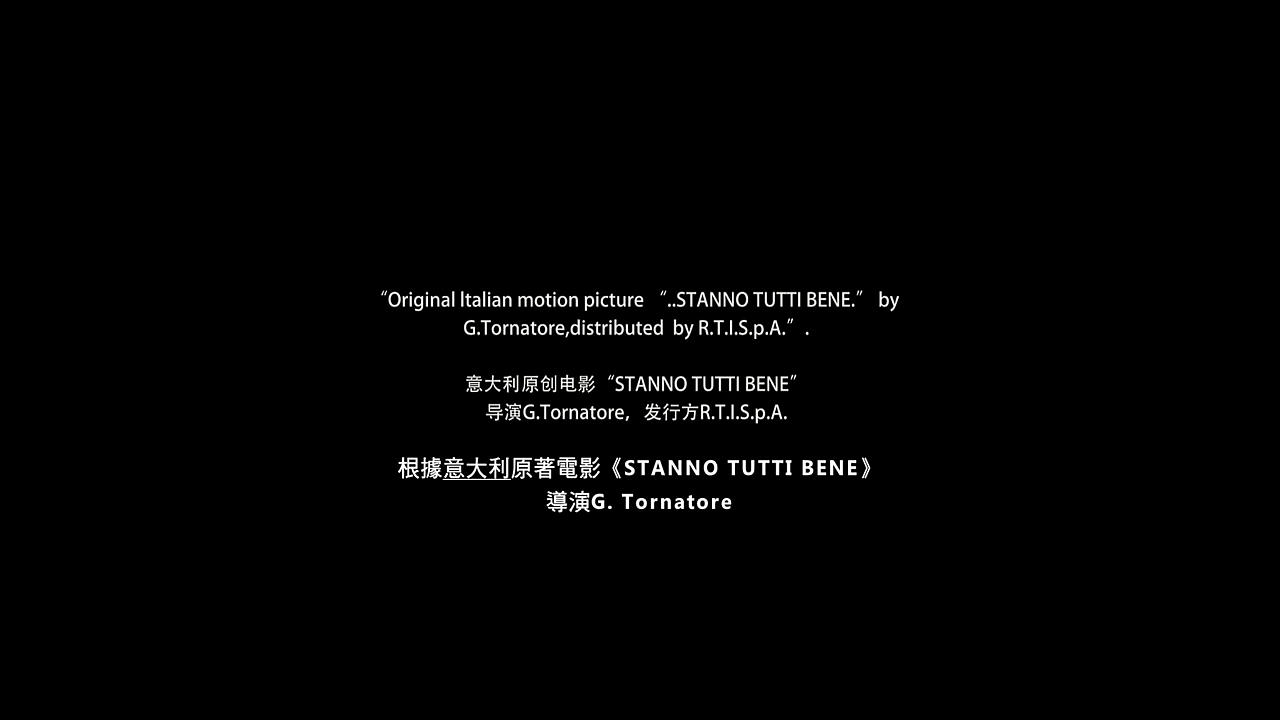 “Original Italian motion picture “..STANNO TUTTI BENE.” by
G.Tornatore,distributed by R.T.I.S.p.A.” .
意大利原创电影“STANNO TUTTI BENE”
导演G.Tornatore, 发行方R.T.I.S.p.A.
根據意大利原著電影《STANNO TUTTI BENE》
導演G. Tornatore